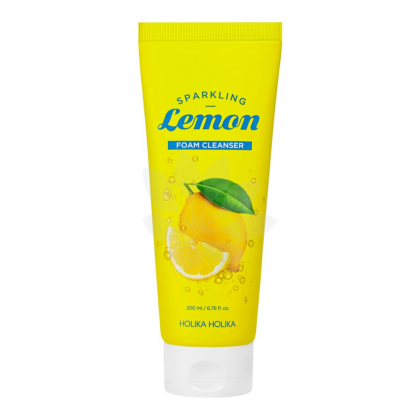 SPARKLING
Lemon
FOAM CLEANSER
200 ml / 6.76 fl. oz
HOLIKA HOLIKA